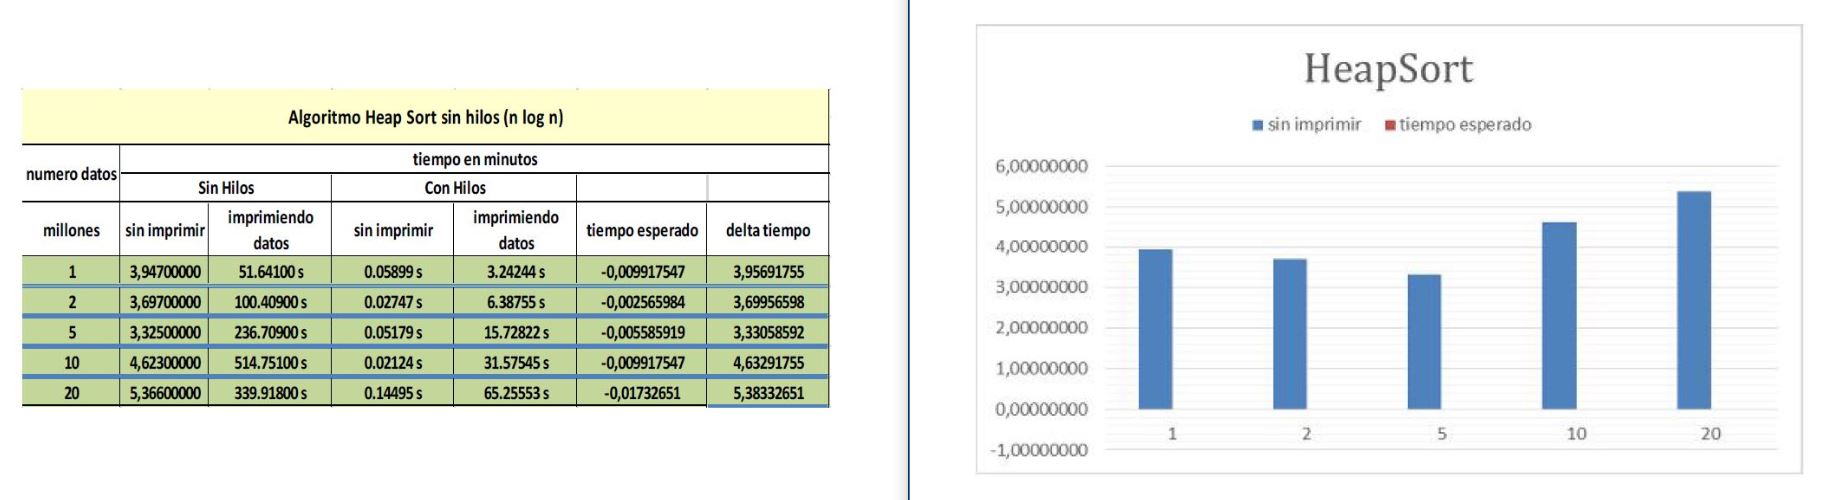 Algoritmo Heap Sort sin hilos (n log n)
numero datos tiempo en minutos
Sin Hilos Con Hilos
millones sin imprimir imprimiendo datos sin imprimir imprimiendo datos tiempo esperado delta tiempo
1 3,94700000 51.64100 s 0.05899 s 3.24244 s -0,009917547 3,95691755
2 3,69700000 100.40900 s 0.02747 s 6.38755 s -0,002565984 3,69956598
5 3,32500000 236.70900 s 0.05179 s 15.72822 s -0,005585919 3,33058592
10 4,62300000 514.75100 s 0.02124 s 31.57545 s -0,009917547 4,63291755
20 5,36600000 339.91800 s 0.14495 s 65.25553 s -0,01732651 5,38332651
HeapSort
sin imprimir tiempo esperado
6,00000000
5,00000000
4,00000000
3,00000000
2,00000000
1,00000000
0,00000000
1 2 5 10 20
-1,00000000